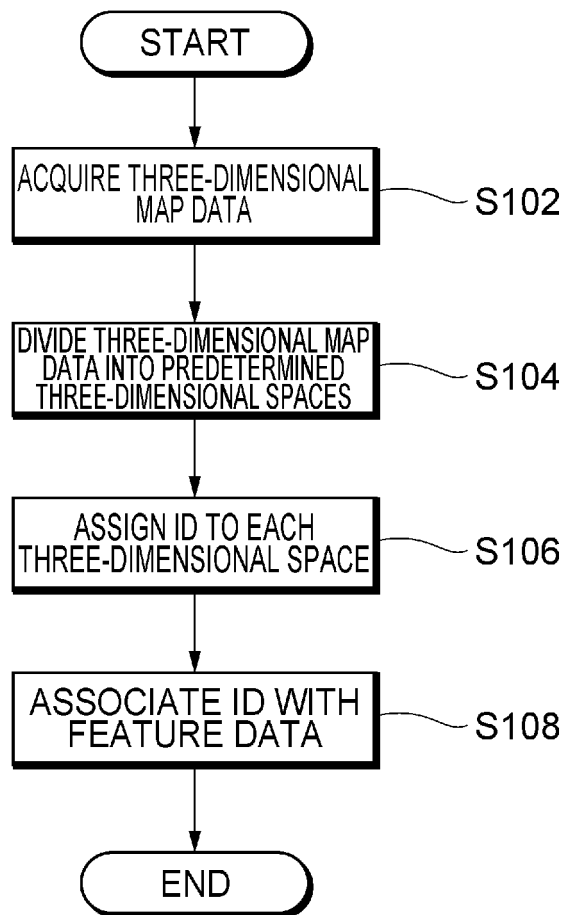 START
ACQUIRE THREE-DIMENSIONAL
MAP DATA
S102
DIVIDE THREE-DIMENSIONAL MAP
DATA INTO PREDETERMINED
THREE-DIMENSIONAL SPACES
S104
ASSIGN ID TO EACH
THREE-DIMENSIONAL SPACE
S106
ASSOCIATE ID WITH
FEATURE DATA
S108
END